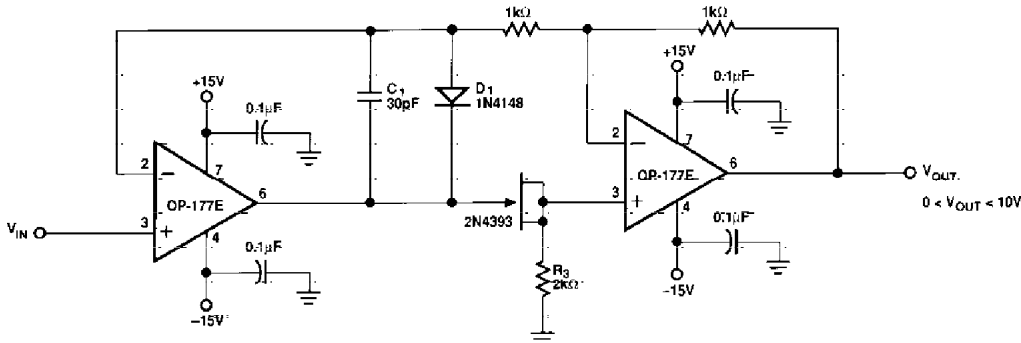 1kΩ
1kΩ
+15V
0.1µF
C1
30pF
D1
1N4148
+15V
0.1µF
2
7
6
OP-177E
3
4
VIN
0.1µF
−15V
2N4393
R3
2kΩ
2
7
6
OP-177E
3
4
VOUT
0 < VOUT < 10V
0.1µF
−15V